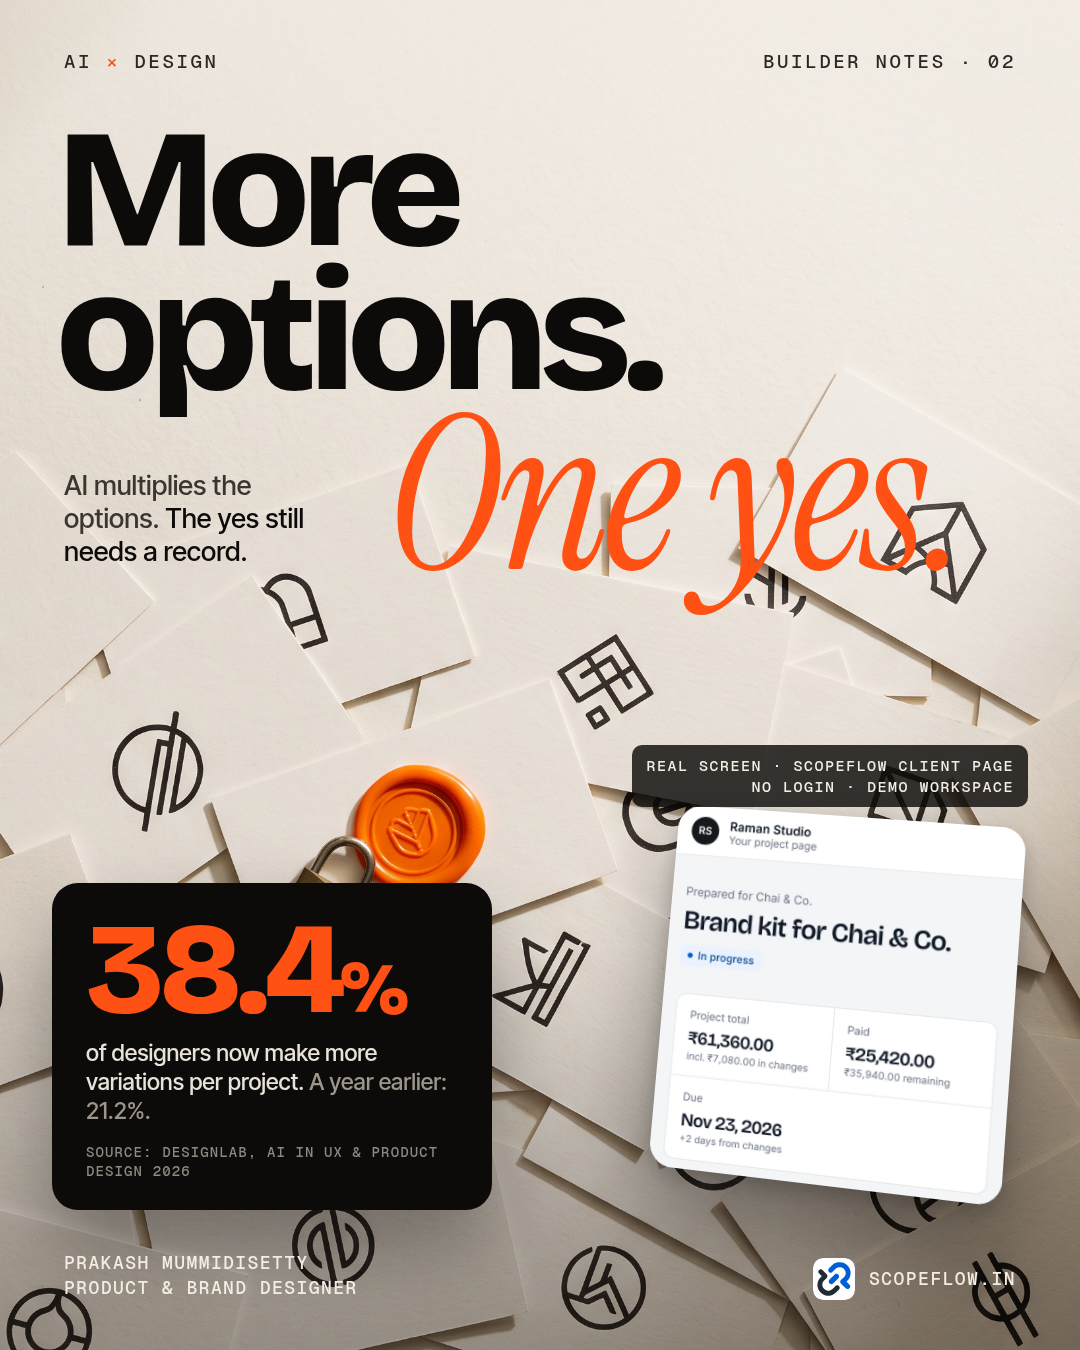 AI × DESIGN
BUILDER NOTES · 02
More
options.
One yes.
AI multiplies the
options. The yes still
needs a record.
REAL SCREEN · SCOPEFLOW CLIENT PAGE
NO LOGIN · DEMO WORKSPACE
RS
Raman Studio
Your project page
Prepared for Chai & Co.
Brand kit for Chai & Co.
In progress
Project total
₹61,360.00
incl. ₹7,080.00 in changes
Paid
₹25,420.00
₹35,940.00 remaining
Due
Nov 23, 2026
+2 days from changes
38.4%
of designers now make more
variations per project. A year earlier:
21.2%.
SOURCE: DESIGNLAB, AI IN UX & PRODUCT
DESIGN 2026
PRAKASH MUMMIDISETTY
PRODUCT & BRAND DESIGNER
SCOPEFLOW.IN